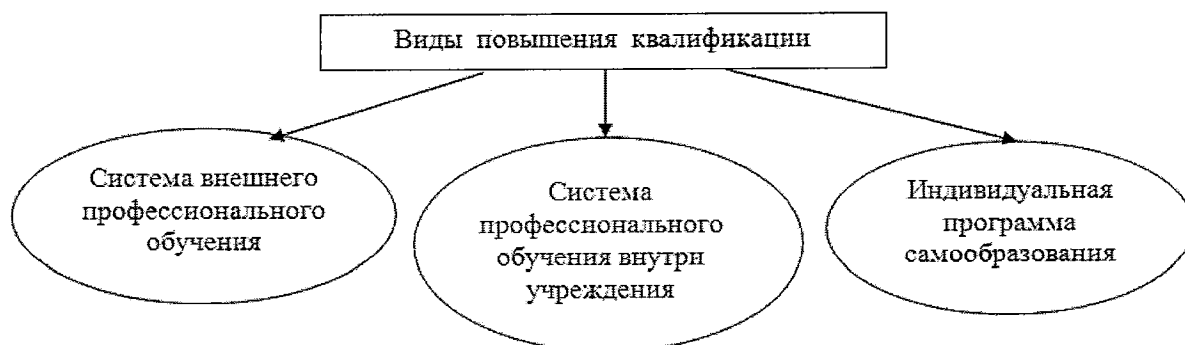 Виды повышения квалификации
Система внешнего
профессионального
обучения
Система
профессионального
обучения внутри
учреждения
Индивидуальная
программа
самообразования